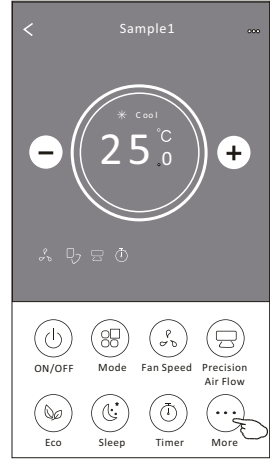 Sample1
Cool
25.0°C
ON/OFF Mode Fan Speed Precision
Air Flow
Eco Sleep Timer More